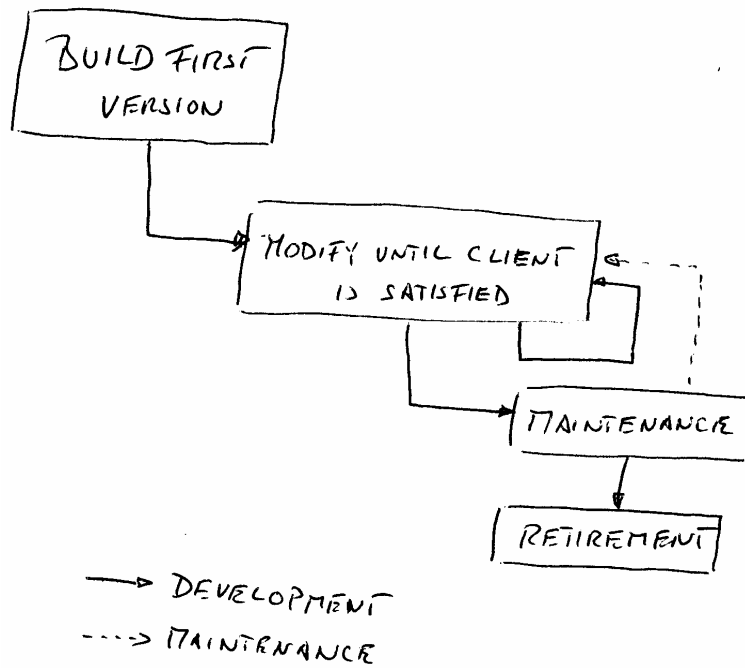 BUILD FIRST
VERSION
MODIFY UNTIL CLIENT
IS SATISFIED
MAINTENANCE
RETIREMENT
DEVELOPMENT
MAINTENANCE